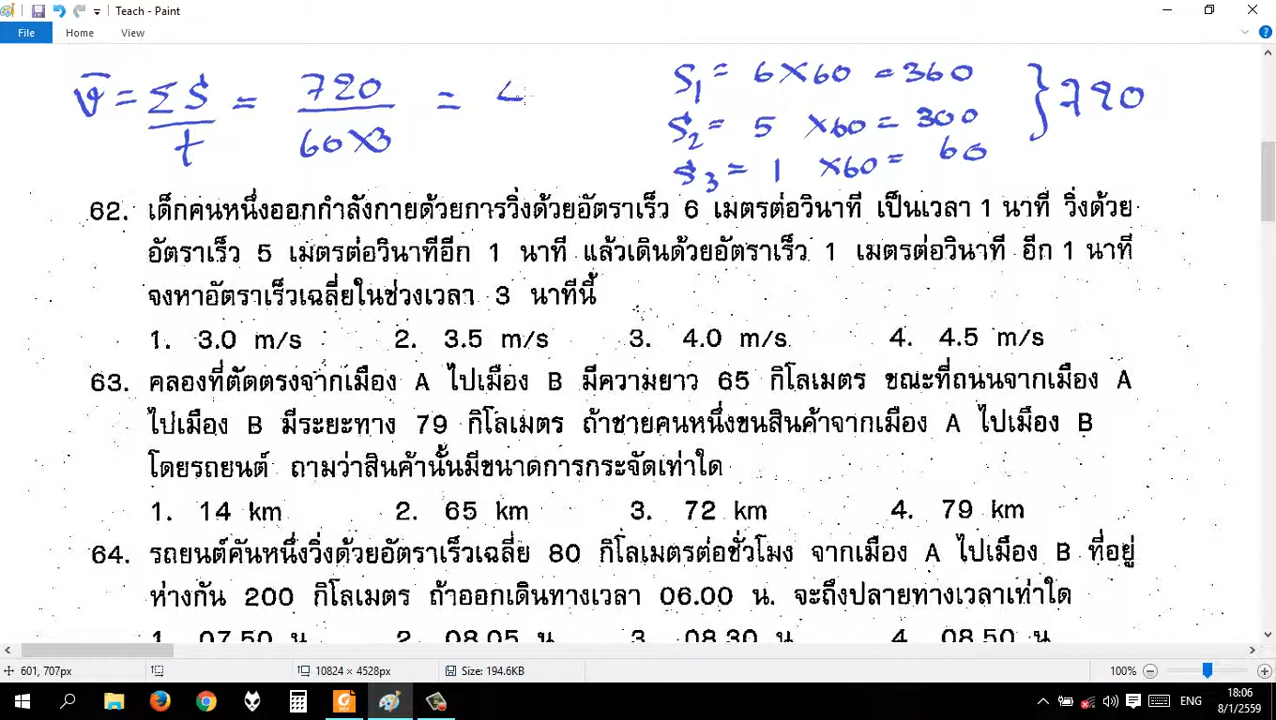 Teach - Paint
File Home View
v̄ = ΣS / t = 720 / 60×3 =
S₁ = 6×60 = 360
S₂ = 5 ×60 = 300 } 720
S₃ = 1 ×60 = 60
62. เด็กคนหนึ่งออกกำลังกายด้วยการวิ่งด้วยอัตราเร็ว 6 เมตรต่อวินาที เป็นเวลา 1 นาที วิ่งด้วย
อัตราเร็ว 5 เมตรต่อวินาทีอีก 1 นาที แล้วเดินด้วยอัตราเร็ว 1 เมตรต่อวินาที อีก 1 นาที
จงหาอัตราเร็วเฉลี่ยในช่วงเวลา 3 นาทีนี้
1. 3.0 m/s 2. 3.5 m/s 3. 4.0 m/s 4. 4.5 m/s
63. คลองที่ตัดตรงจากเมือง A ไปเมือง B มีความยาว 65 กิโลเมตร ขณะที่ถนนจากเมือง A
ไปเมือง B มีระยะทาง 79 กิโลเมตร ถ้าชายคนหนึ่งขนสินค้าจากเมือง A ไปเมือง B
โดยรถยนต์ ถามว่าสินค้านั้นมีขนาดการกระจัดเท่าใด
1. 14 km 2. 65 km 3. 72 km 4. 79 km
64. รถยนต์คันหนึ่งวิ่งด้วยอัตราเร็วเฉลี่ย 80 กิโลเมตรต่อชั่วโมง จากเมือง A ไปเมือง B ที่อยู่
ห่างกัน 200 กิโลเมตร ถ้าออกเดินทางเวลา 06.00 น. จะถึงปลายทางเวลาเท่าใด
1. 07.50 น 2. 08.05 น 3. 08.30 น 4. 08.50 น
601, 707px 10824 × 4528px Size: 194.6KB 100%
ENG 18:06
8/1/2559